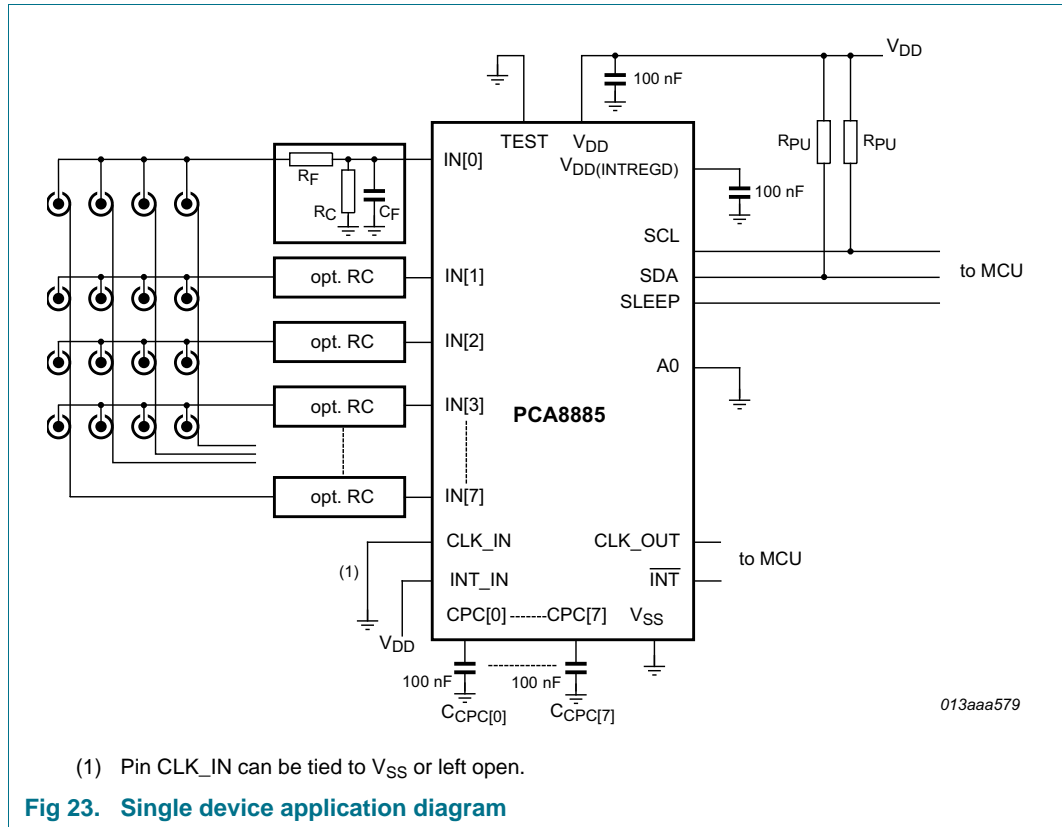 VDD
100 nF
TEST VDD
VDD(INTREGD)
100 nF
RPU RPU
IN[0]
RF
RC CF
SCL
SDA
SLEEP
to MCU
opt. RC IN[1]
opt. RC IN[2]
A0
opt. RC IN[3]
PCA8885
opt. RC IN[7]
CLK_IN CLK_OUT
(1)
to MCU
INT_IN INT
CPC[0] CPC[7] VSS
VDD
100 nF 100 nF
CCPC[0] CCPC[7]
013aaa579
(1) Pin CLK_IN can be tied to VSS or left open.
Fig 23. Single device application diagram